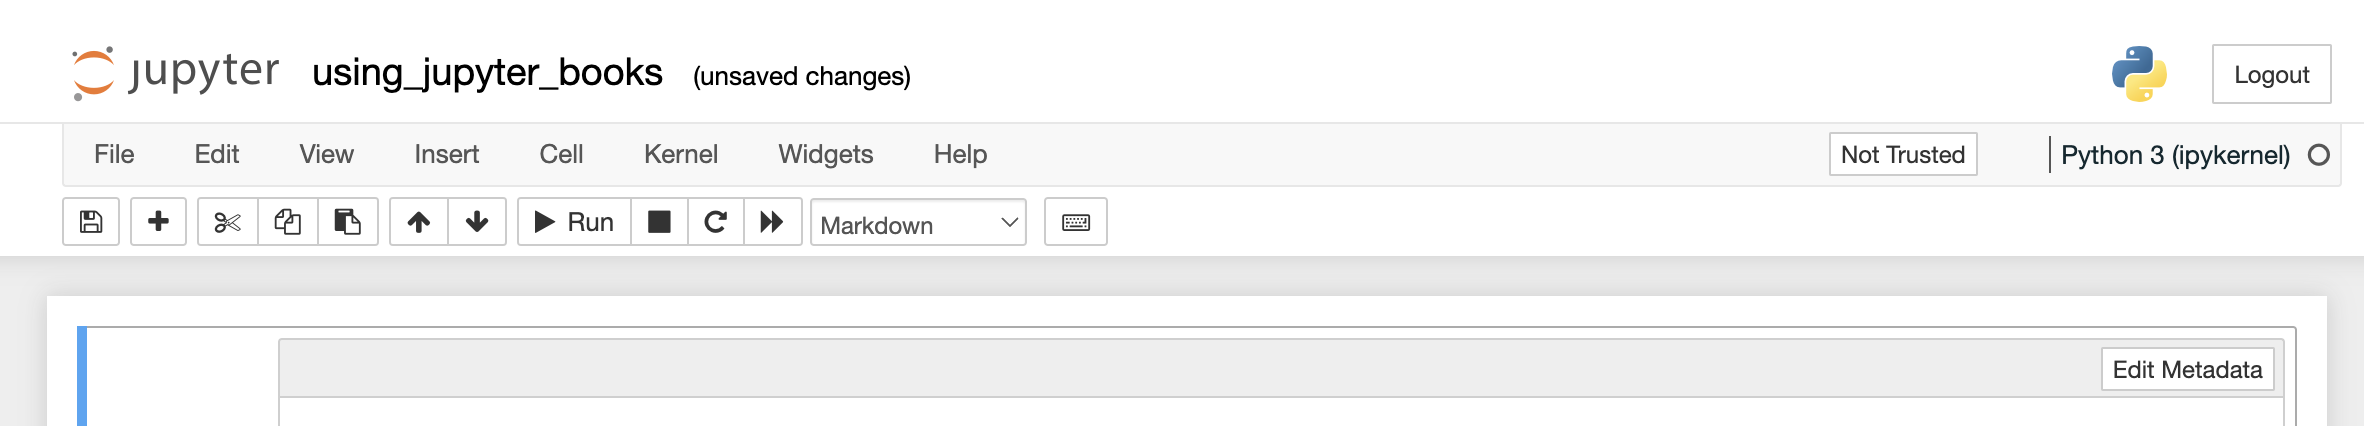 jupyter using_jupyter_books (unsaved changes) Logout
File Edit View Insert Cell Kernel Widgets Help Not Trusted Python 3 (ipykernel)
Run Markdown
Edit Metadata